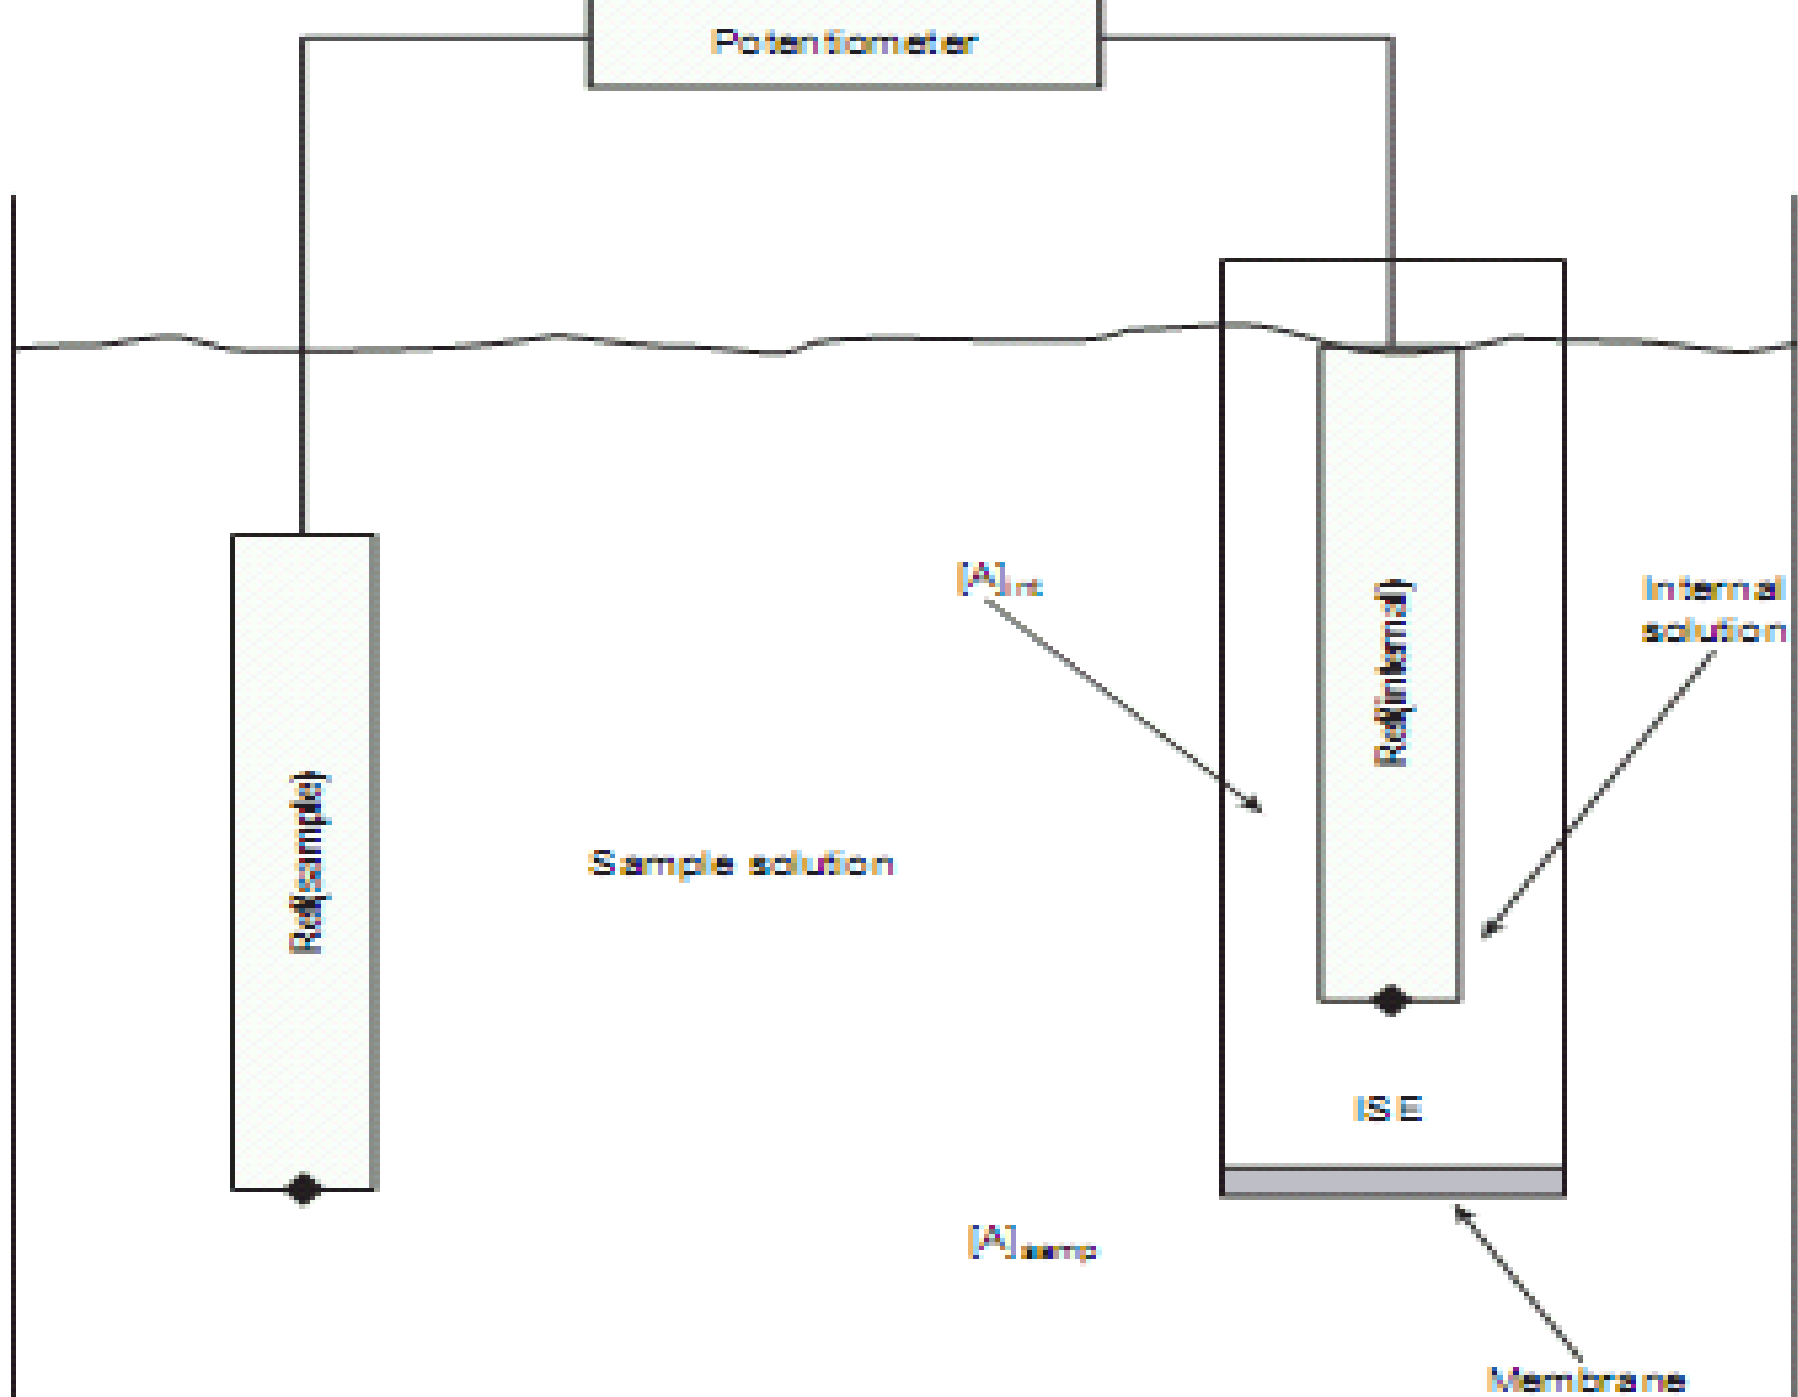 Potentiometer
[A]int
Internal
solution
Ref(internal)
Ref(sample)
Sample solution
ISE
[A]samp
Membrane